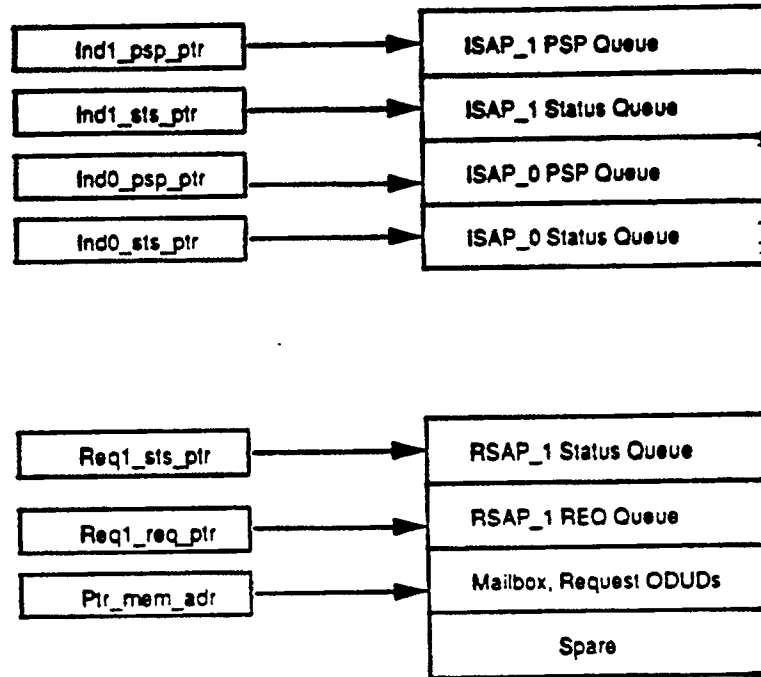 Ind1_psp_ptr
ISAP_1 PSP Queue
Ind1_sts_ptr
ISAP_1 Status Queue
Ind0_psp_ptr
ISAP_0 PSP Queue
Ind0_sts_ptr
ISAP_0 Status Queue
Req1_sts_ptr
RSAP_1 Status Queue
Req1_req_ptr
RSAP_1 REQ Queue
Ptr_mem_adr
Mailbox, Request ODUDs
Spare